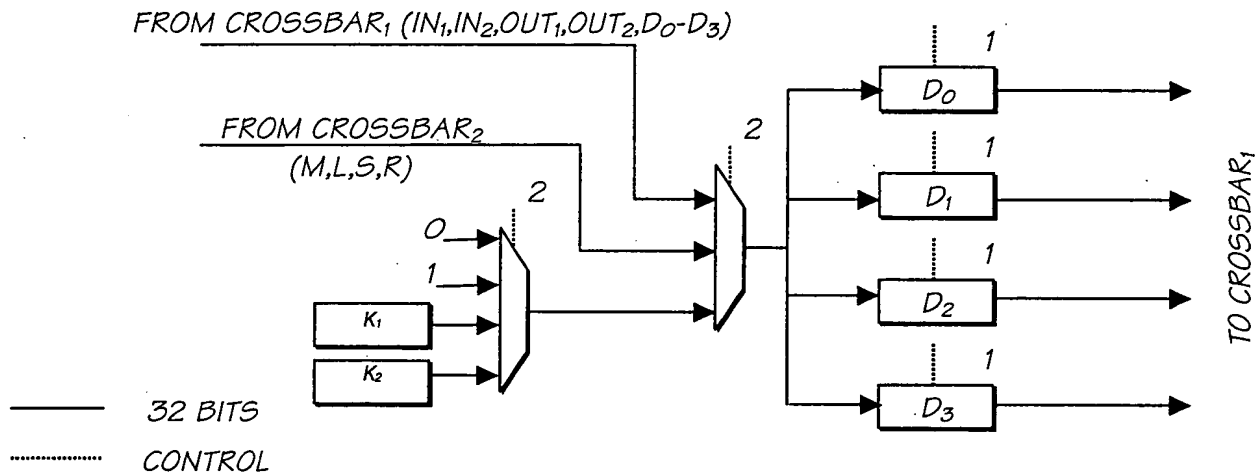 FROM CROSSBAR₁ (IN₁,IN₂,OUT₁,OUT₂,D₀-D₃)
1
D₀
FROM CROSSBAR₂
(M,L,S,R)
2
1
D₁
2
0
1
K₁
K₂
1
D₂
1
D₃
TO CROSSBAR₁
32 BITS
CONTROL